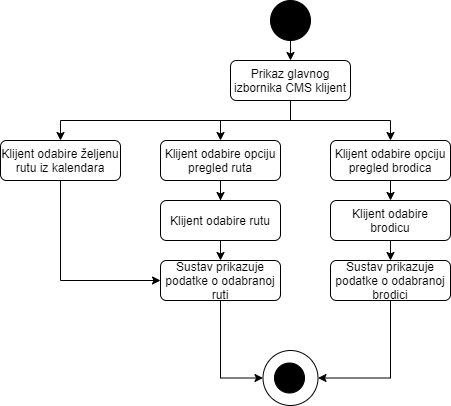 Prikaz glavnog
izbornika CMS klijent
Klijent odabire željenu
rutu iz kalendara
Klijent odabire opciju
pregled ruta
Klijent odabire opciju
pregled brodica
Klijent odabire rutu
Klijent odabire
brodicu
Sustav prikazuje
podatke o odabranoj
ruti
Sustav prikazuje
podatke o odabranoj
brodici